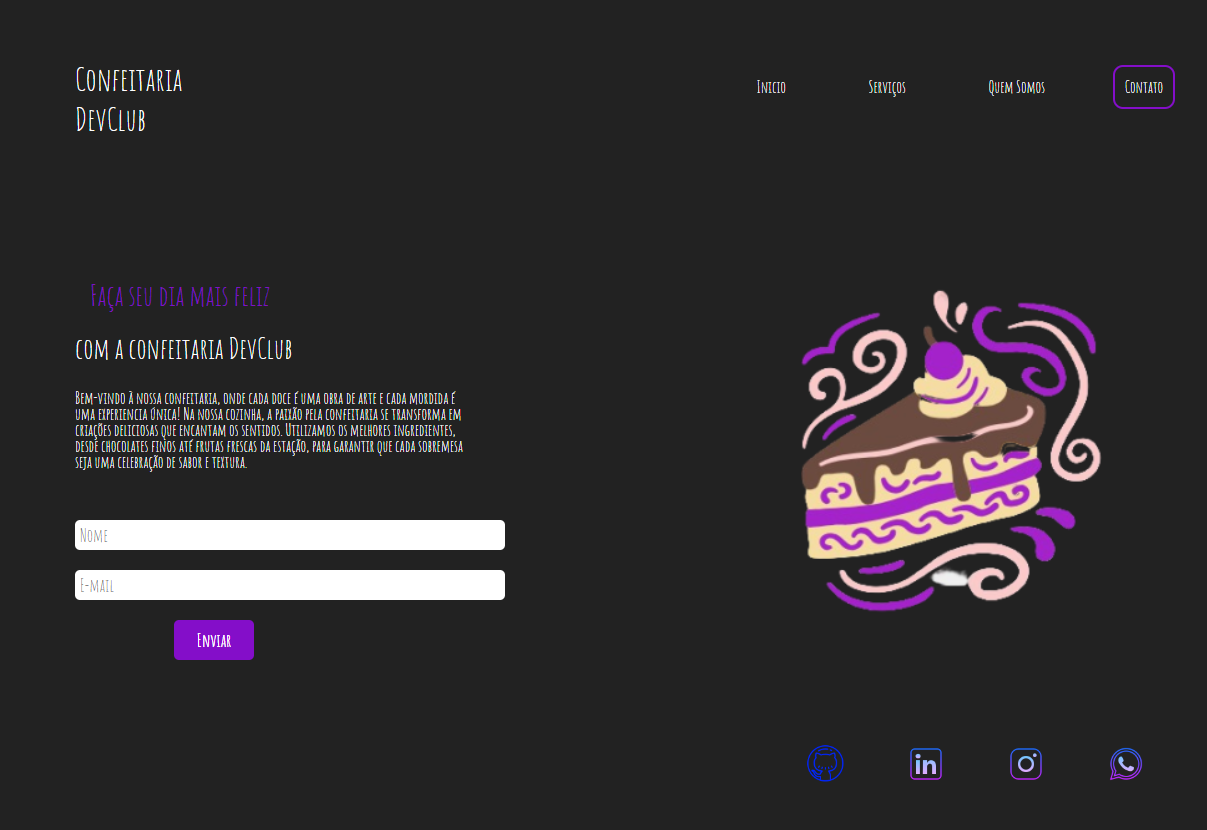 Confeitaria
DevClub
Inicio
Serviços
Quem Somos
Contato
Faça seu dia mais feliz
com a confeitaria DevClub
Bem-vindo à nossa confeitaria, onde cada doce é uma obra de arte e cada mordida é
uma experiencia única! Na nossa cozinha, a paixão pela confeitaria se transforma em
criações deliciosas que encantam os sentidos. Utilizamos os melhores ingredientes,
desde chocolates finos até frutas frescas da estação, para garantir que cada sobremesa
seja uma celebração de sabor e textura.
Nome
E-mail
Enviar
in